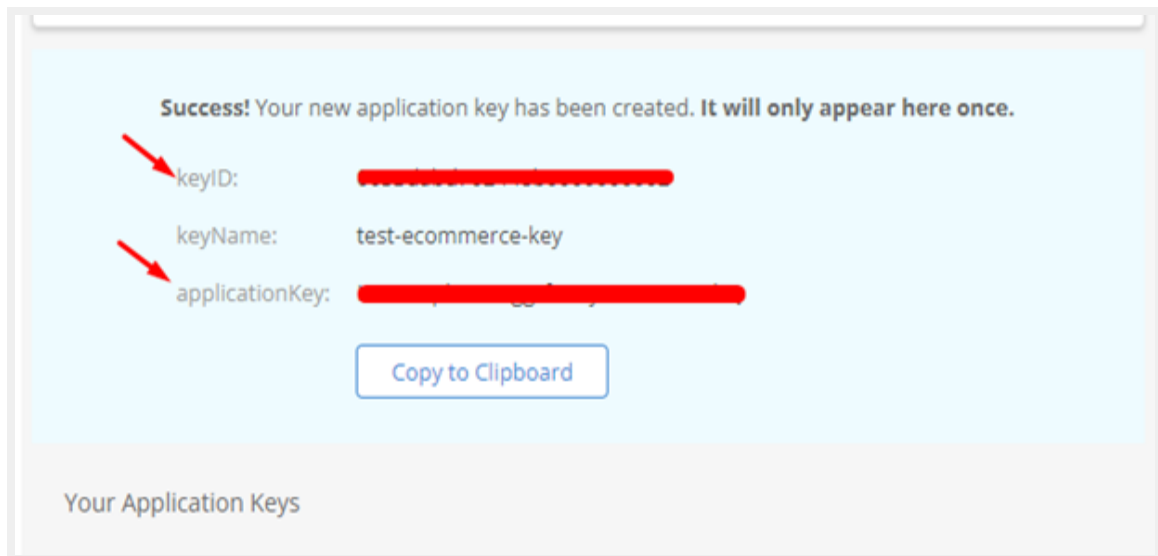 Success! Your new application key has been created. It will only appear here once.
keyID:
keyName: test-ecommerce-key
applicationKey:
Copy to Clipboard
Your Application Keys